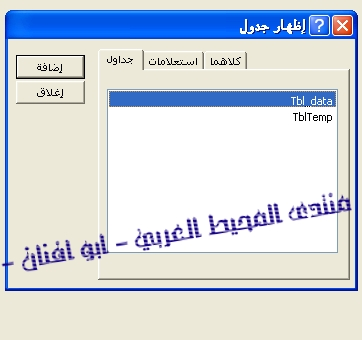 إظهار جدول
جداول
استعلامات
كلاهما
إضافة
إغلاق
Tbl_data
TblTemp
منتدى المحيط العربي - ابو افنان -